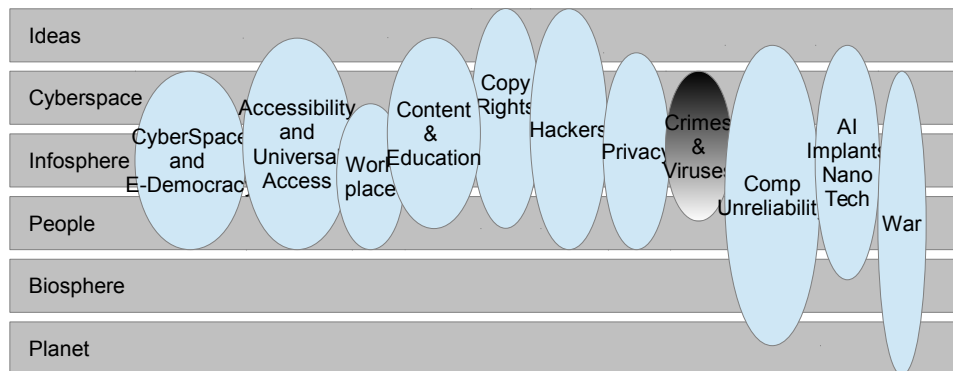 Ideas
Cyberspace
Infosphere
People
Biosphere
Planet
CyberSpace
and
E-Democracy
Accessibility
and
Universal
Access
Work
place
Content
&
Education
Copy
Rights
Hackers
Privacy
Crimes
&
Viruses
Comp
Unreliability
AI
Implants
Nano
Tech
War